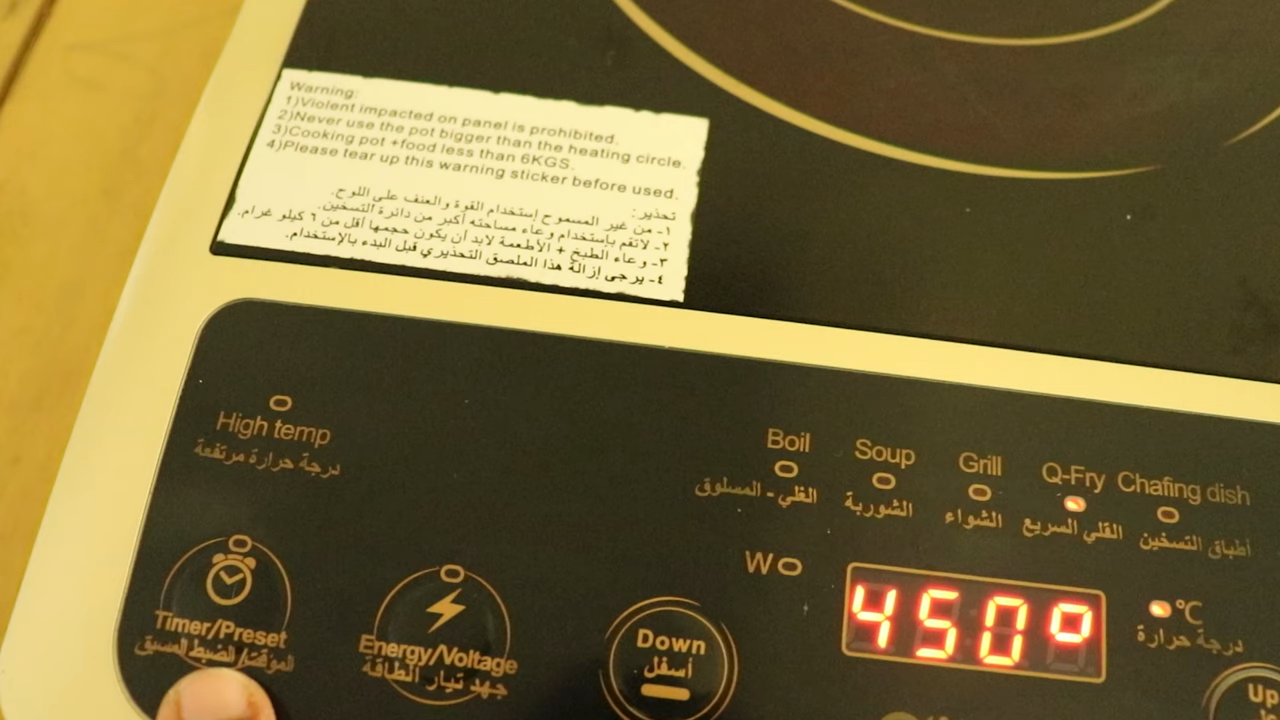 Warning:
1)Violent impacted on panel is prohibited.
2)Never use the pot bigger than the heating circle.
3)Cooking pot +food less than 6KGS.
4)Please tear up this warning sticker before used.
تحذير:
١- من غير المسموح إستخدام القوة والعنف على اللوح.
٢- لاتقم بإستخدام وعاء مساحته أكبر من دائرة التسخين.
٣- وعاء الطبخ + الأطعمة لابد أن يكون حجمها أقل من ٦ كيلو غرام.
٤- يرجى إزالة هذا الملصق التحذيري قبل البدء بالإستخدام.
High temp
درجة حرارة مرتفعة
Boil
الغلي - المسلوق
Soup
الشوربة
Grill
الشواء
Q-Fry
القلي السريع
Chafing dish
أطباق التسخين
W
450°
°C
درجة حرارة
Timer/Preset
المؤقت/ الضبط المسبق
Energy/Voltage
جهد تيار الطاقة
Down
أسفل
Up